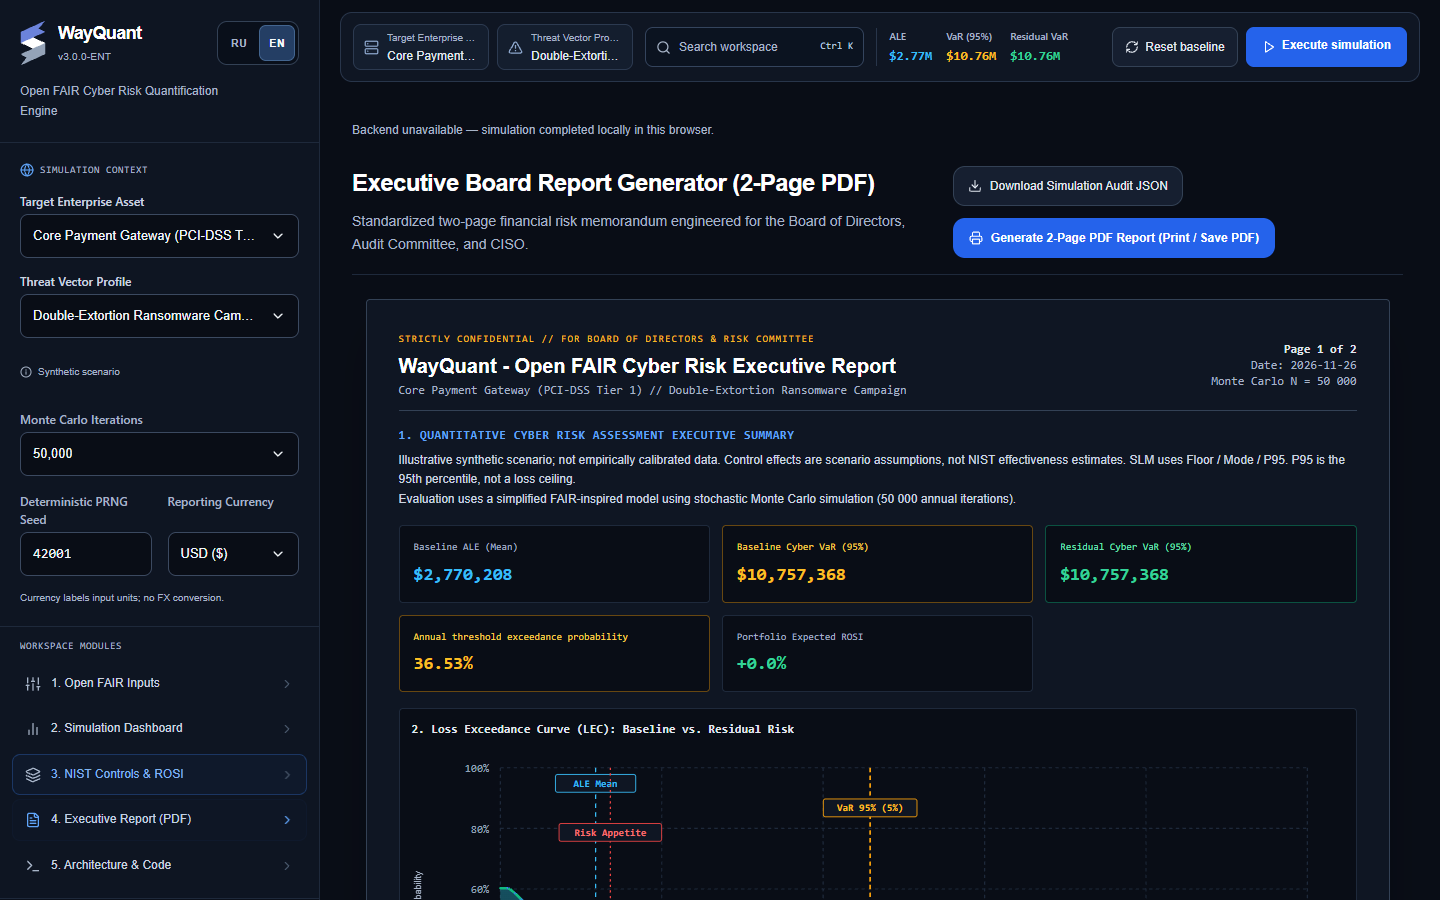 WayQuant
v3.0.0-ENT
RU
EN
Open FAIR Cyber Risk Quantification
Engine
SIMULATION CONTEXT
Target Enterprise Asset
Core Payment Gateway (PCI-DSS T...
Threat Vector Profile
Double-Extortion Ransomware Cam...
Synthetic scenario
Monte Carlo Iterations
50,000
Deterministic PRNG
Seed
Reporting Currency
42001
USD ($)
Currency labels input units; no FX conversion.
WORKSPACE MODULES
1. Open FAIR Inputs
2. Simulation Dashboard
3. NIST Controls & ROSI
4. Executive Report (PDF)
5. Architecture & Code
Target Enterprise ...
Core Payment...
Threat Vector Pro...
Double-Extorti...
Search workspace
Ctrl K
ALE
$2.77M
VaR (95%)
$10.76M
Residual VaR
$10.76M
Reset baseline
Execute simulation
Backend unavailable — simulation completed locally in this browser.
Executive Board Report Generator (2-Page PDF)
Standardized two-page financial risk memorandum engineered for the Board of Directors,
Audit Committee, and CISO.
Download Simulation Audit JSON
Generate 2-Page PDF Report (Print / Save PDF)
STRICTLY CONFIDENTIAL // FOR BOARD OF DIRECTORS & RISK COMMITTEE
WayQuant - Open FAIR Cyber Risk Executive Report
Core Payment Gateway (PCI-DSS Tier 1) // Double-Extortion Ransomware Campaign
Page 1 of 2
Date: 2026-11-26
Monte Carlo N = 50 000
1. QUANTITATIVE CYBER RISK ASSESSMENT EXECUTIVE SUMMARY
Illustrative synthetic scenario; not empirically calibrated data. Control effects are scenario assumptions, not NIST effectiveness estimates. SLM uses Floor / Mode / P95. P95 is the
95th percentile, not a loss ceiling.
Evaluation uses a simplified FAIR-inspired model using stochastic Monte Carlo simulation (50 000 annual iterations).
Baseline ALE (Mean)
$2,770,208
Baseline Cyber VaR (95%)
$10,757,368
Residual Cyber VaR (95%)
$10,757,368
Annual threshold exceedance probability
36.53%
Portfolio Expected ROSI
+0.0%
2. Loss Exceedance Curve (LEC): Baseline vs. Residual Risk
100%
ALE Mean
VaR 95% (5%)
80%
Risk Appetite
60%